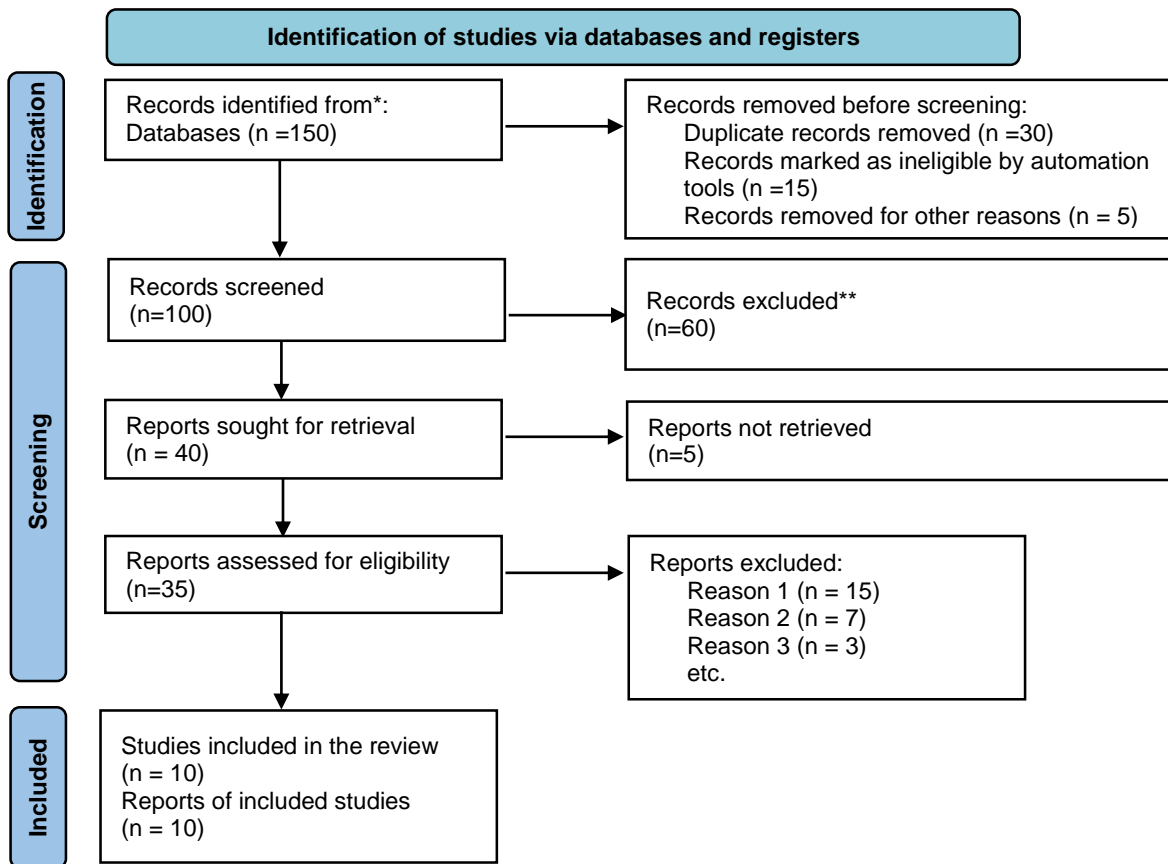 Identification of studies via databases and registers
Identification
Records identified from*:
Databases (n =150)
Records removed before screening:
Duplicate records removed (n =30)
Records marked as ineligible by automation
tools (n =15)
Records removed for other reasons (n = 5)
Screening
Records screened
(n=100)
Records excluded**
(n=60)
Reports sought for retrieval
(n = 40)
Reports not retrieved
(n=5)
Reports assessed for eligibility
(n=35)
Reports excluded:
Reason 1 (n = 15)
Reason 2 (n = 7)
Reason 3 (n = 3)
etc.
Included
Studies included in the review
(n = 10)
Reports of included studies
(n = 10)